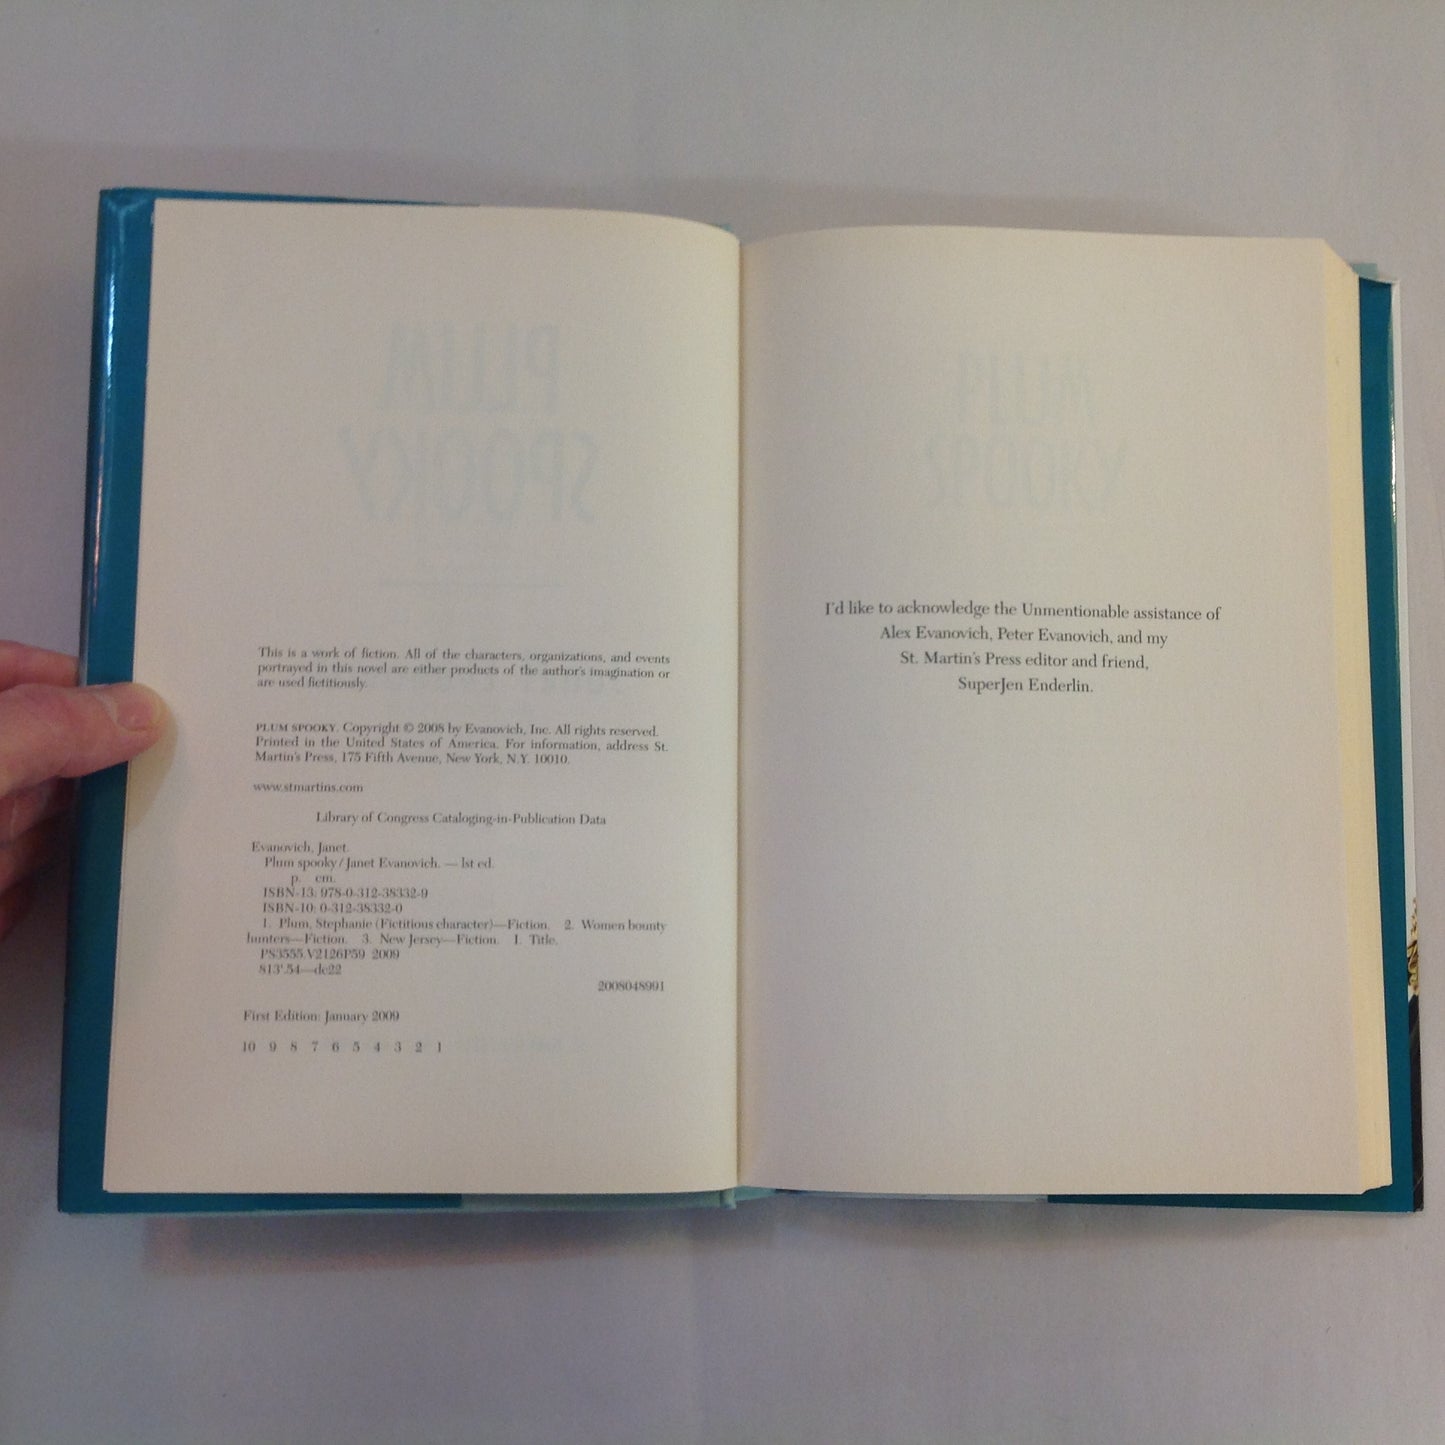 PLUM
SPOOKY
This is a work of fiction. All of the characters, organizations, and events
portrayed in this novel are either products of the author's imagination or
are used fictitiously.
PLUM SPOOKY. Copyright © 2008 by Evanovich, Inc. All rights reserved.
Printed in the United States of America. For information, address St.
Martin's Press, 175 Fifth Avenue, New York, N.Y. 10010.
www.stmartins.com
Library of Congress Cataloging-in-Publication Data
Evanovich, Janet.
Plum spooky / Janet Evanovich. — 1st ed.
p. cm.
ISBN-13: 978-0-312-38332-9
ISBN-10: 0-312-38332-0
1. Plum, Stephanie (Fictitious character)—Fiction. 2. Women bounty
hunters—Fiction. 3. New Jersey—Fiction. I. Title.
PS3555.V2126P59 2009
813'.54—dc22
2008048991
First Edition: January 2009
10 9 8 7 6 5 4 3 2 1
PLUM
SPOOKY
I'd like to acknowledge the Unmentionable assistance of
Alex Evanovich, Peter Evanovich, and my
St. Martin's Press editor and friend,
SuperJen Enderlin.